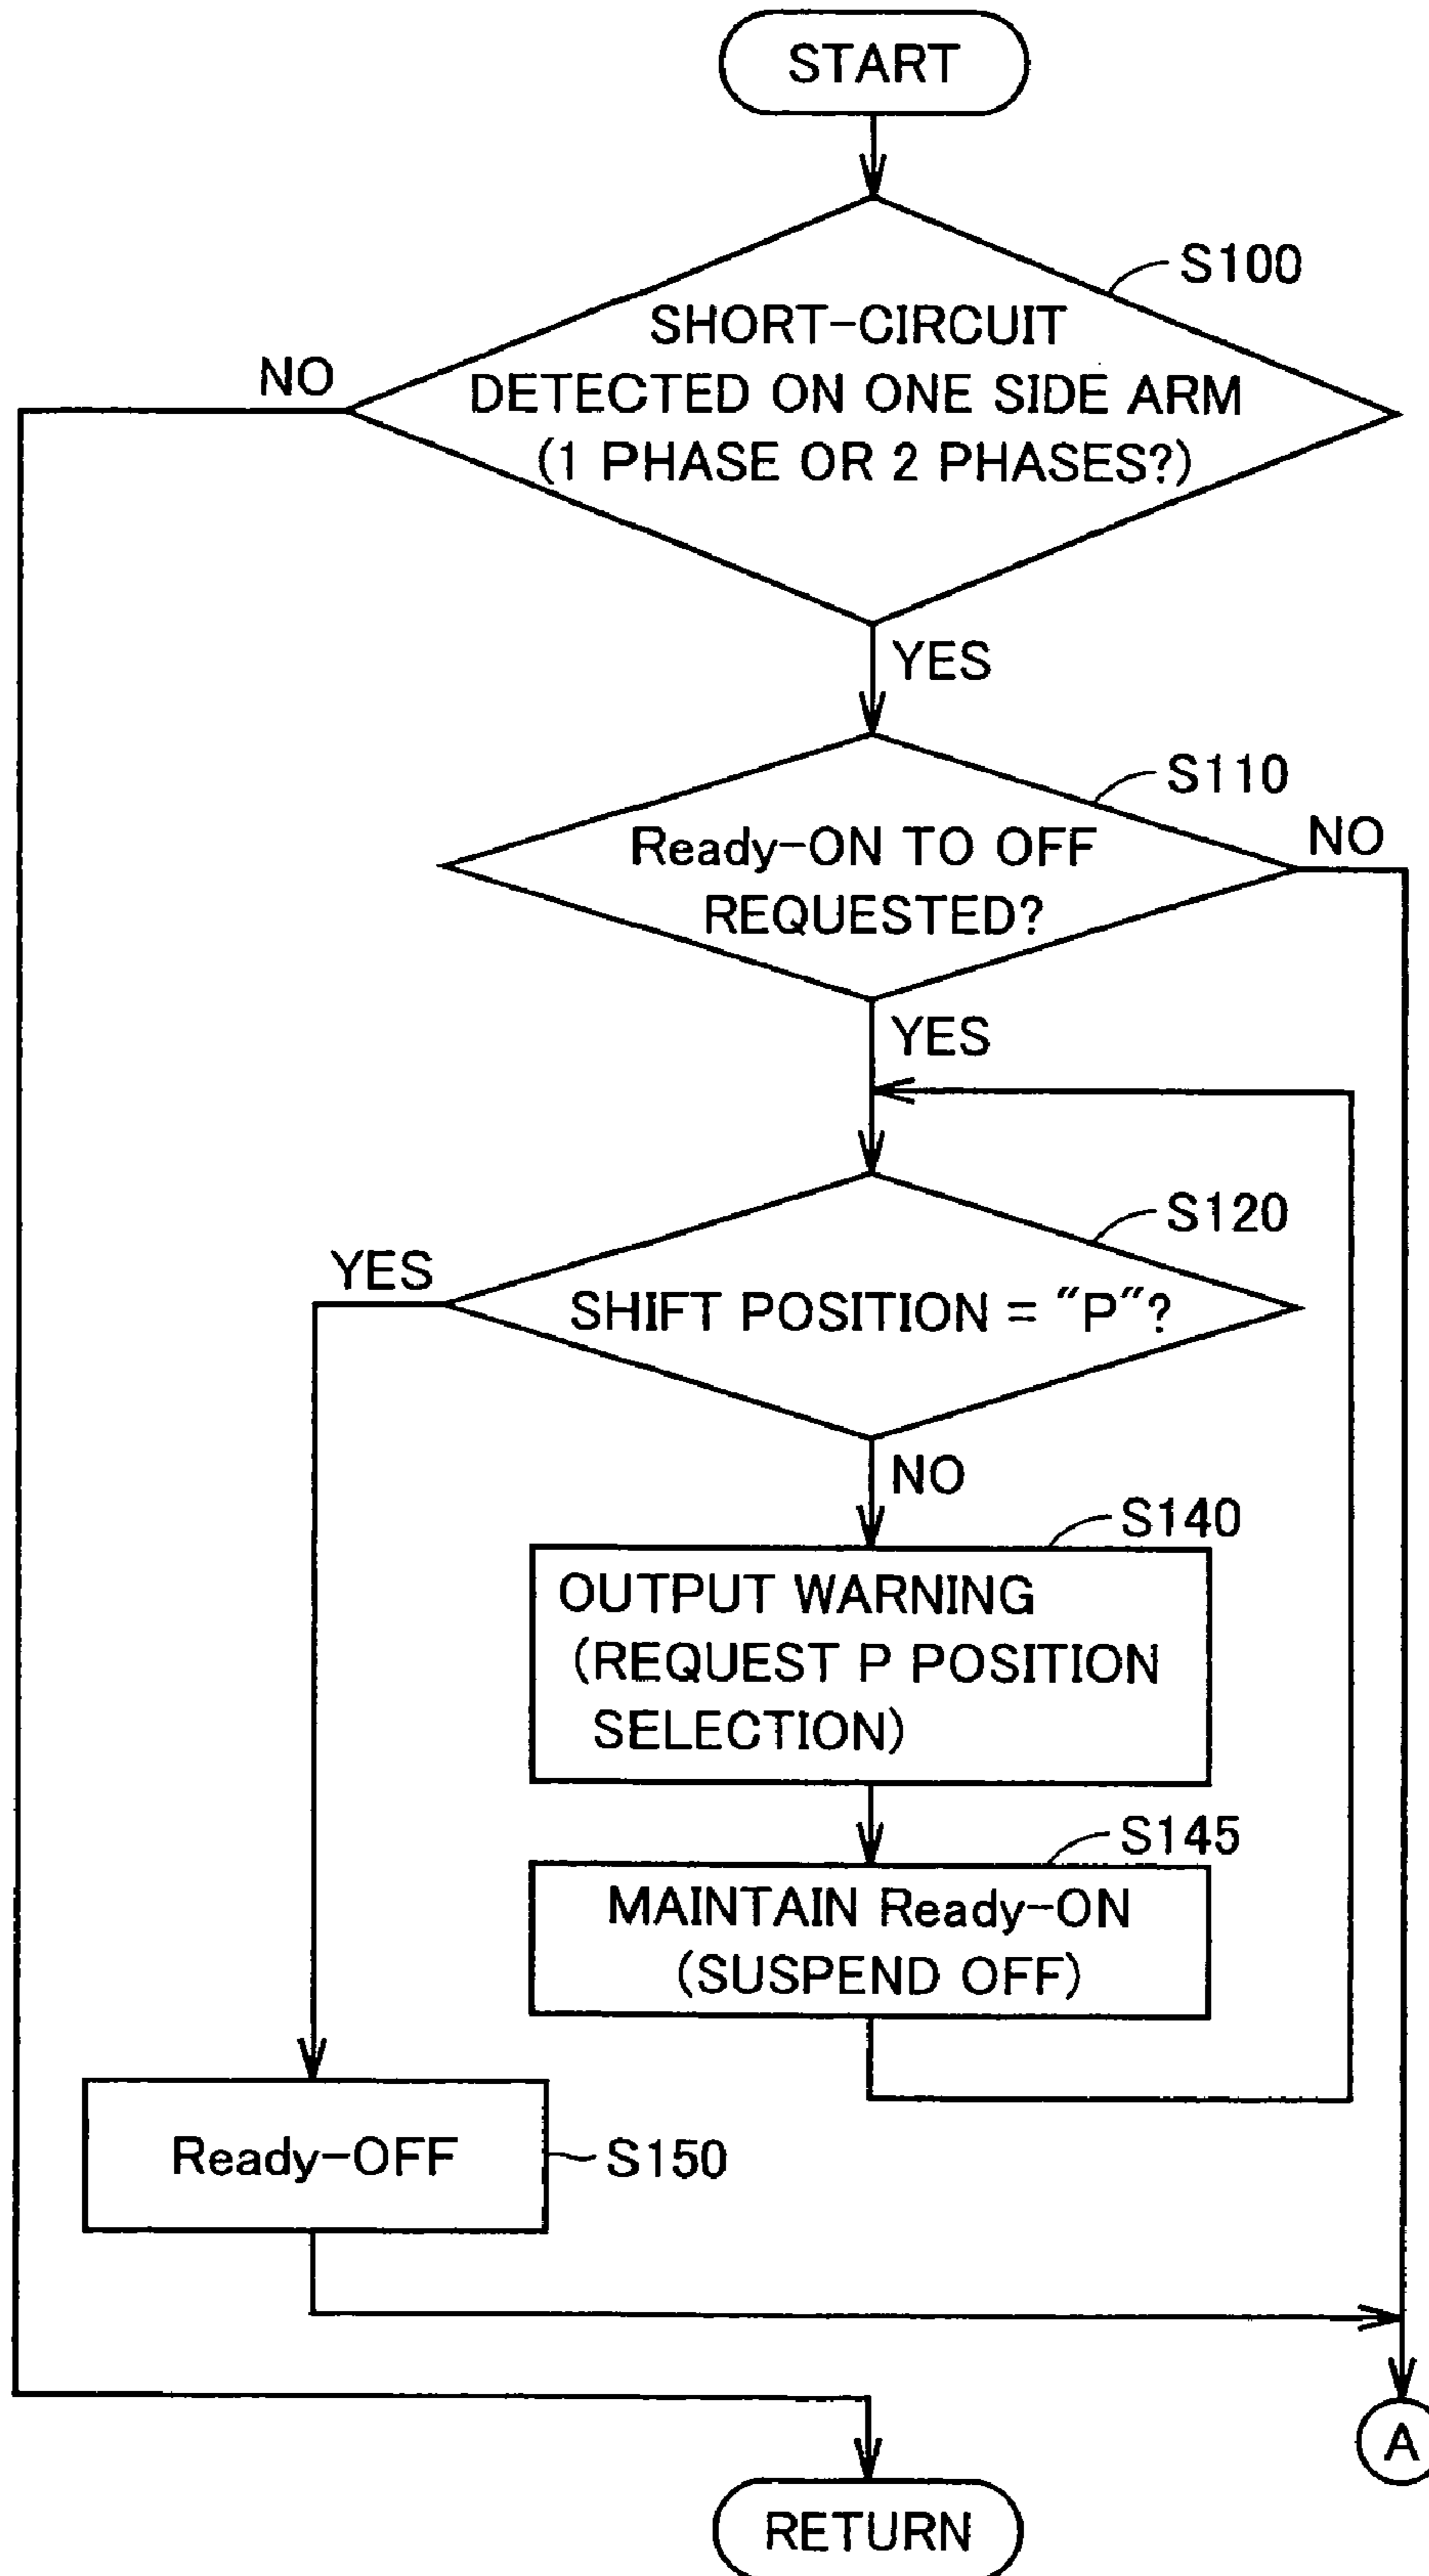 START
S100
SHORT-CIRCUIT
NO
DETECTED ON ONE SIDE ARM
(1 PHASE OR 2 PHASES?)
YES
S110
Ready-ON TO OFF
NO
REQUESTED?
YES
S120
YES
SHIFT POSITION = "P"?
NO
S140
OUTPUT WARNING
(REQUEST P POSITION
SELECTION)
S145
MAINTAIN Ready-ON
(SUSPEND OFF)
Ready-OFF
S150
A
RETURN